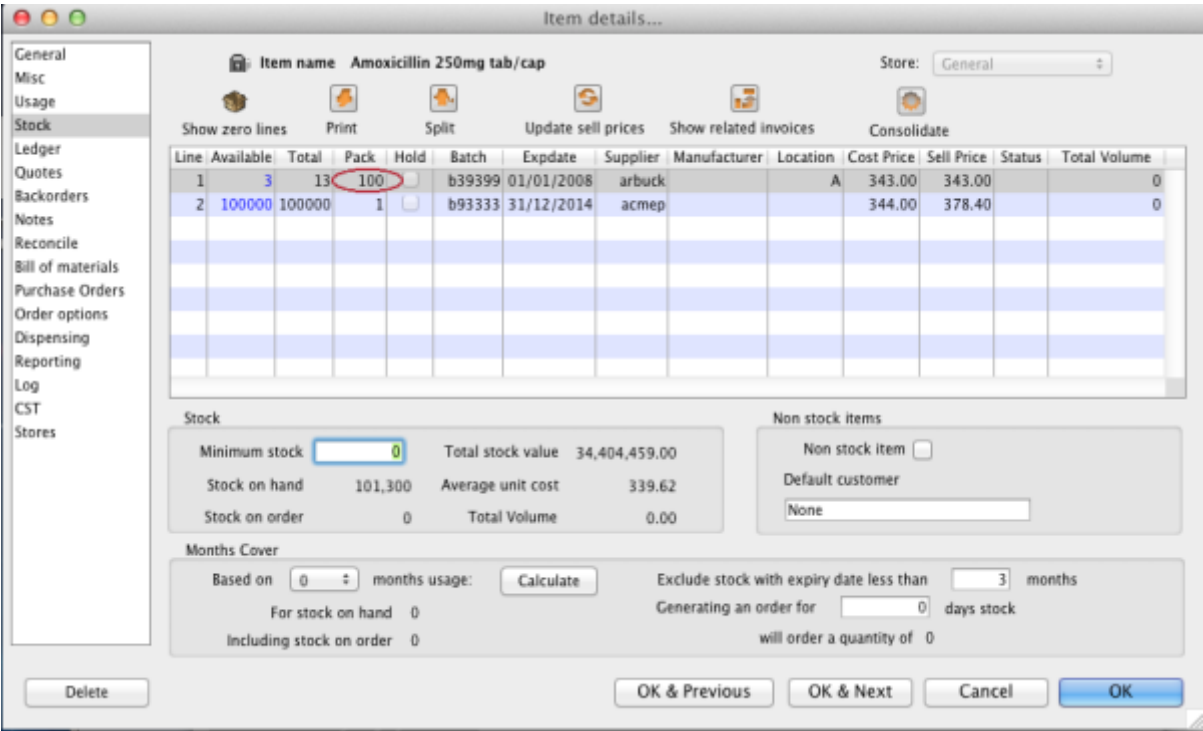 Item details...
General
Misc
Usage
Stock
Ledger
Quotes
Backorders
Notes
Reconcile
Bill of materials
Purchase Orders
Order options
Dispensing
Reporting
Log
CST
Stores
Item name Amoxicillin 250mg tab/cap
Store: General
Show zero lines Print Split Update sell prices Show related invoices Consolidate
Line Available Total Pack Hold Batch Expdate Supplier Manufacturer Location Cost Price Sell Price Status Total Volume
1 3 13 100 b39399 01/01/2008 arbuck A 343.00 343.00 0
2 100000 100000 1 b93333 31/12/2014 acmep 344.00 378.40 0
Stock
Minimum stock 0 Total stock value 34,404,459.00
Stock on hand 101,300 Average unit cost 339.62
Stock on order 0 Total Volume 0.00
Non stock items
Non stock item
Default customer
None
Months Cover
Based on 0 months usage: Calculate
For stock on hand 0
Including stock on order 0
Exclude stock with expiry date less than 3 months
Generating an order for 0 days stock
will order a quantity of 0
Delete OK & Previous OK & Next Cancel OK